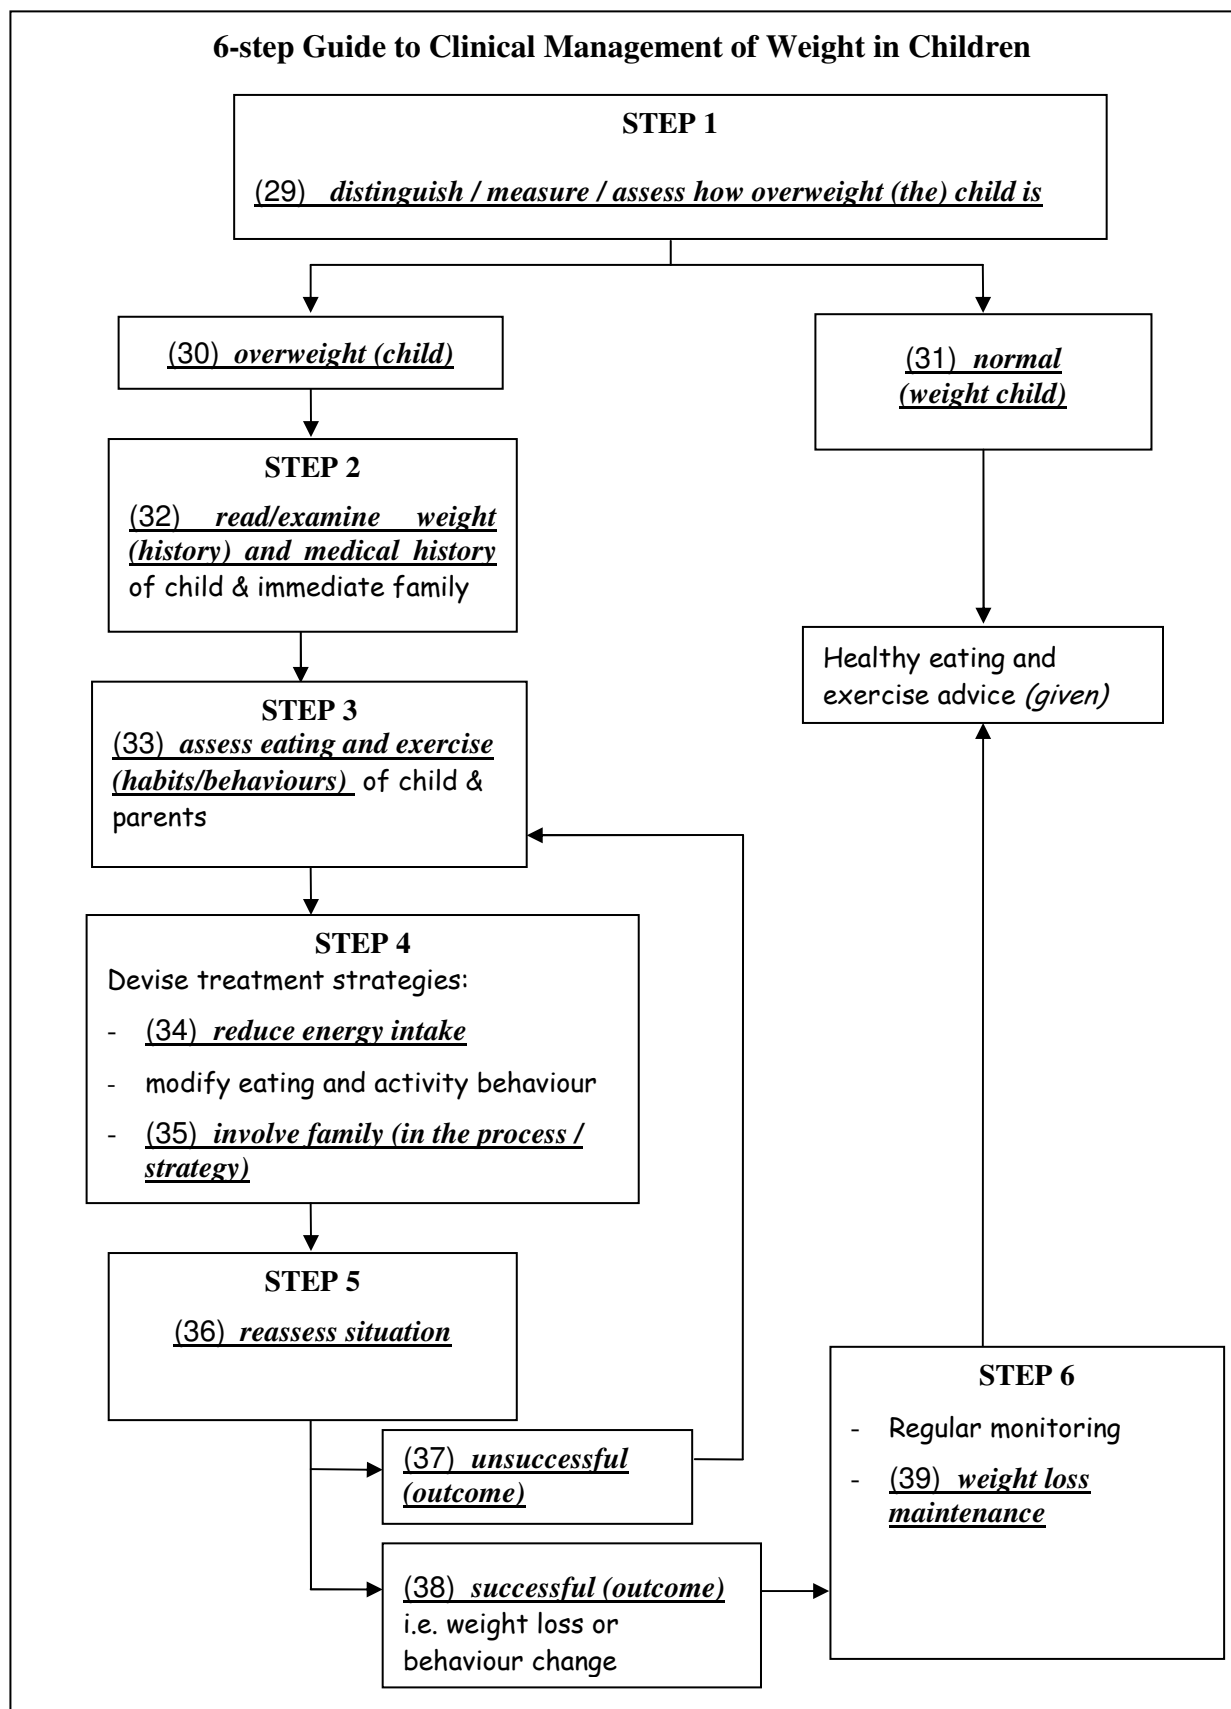 6-step Guide to Clinical Management of Weight in Children
STEP 1
(29) distinguish / measure / assess how overweight (the) child is
(30) overweight (child)
(31) normal
(weight child)
STEP 2
(32) read/examine weight
(history) and medical history
of child & immediate family
Healthy eating and
exercise advice (given)
STEP 3
(33) assess eating and exercise
(habits/behaviours) of child &
parents
STEP 4
Devise treatment strategies:
- (34) reduce energy intake
- modify eating and activity behaviour
- (35) involve family (in the process /
strategy)
STEP 5
(36) reassess situation
(37) unsuccessful
(outcome)
(38) successful (outcome)
i.e. weight loss or
behaviour change
STEP 6
- Regular monitoring
- (39) weight loss
maintenance